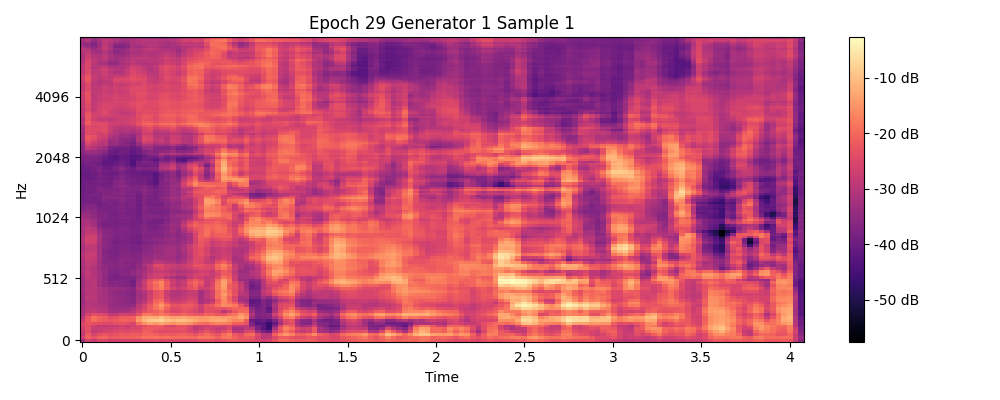 Epoch 29 Generator 1 Sample 1
Hz
4096
2048
1024
512
0
0 0.5 1 1.5 2 2.5 3 3.5 4
Time
-10 dB
-20 dB
-30 dB
-40 dB
-50 dB